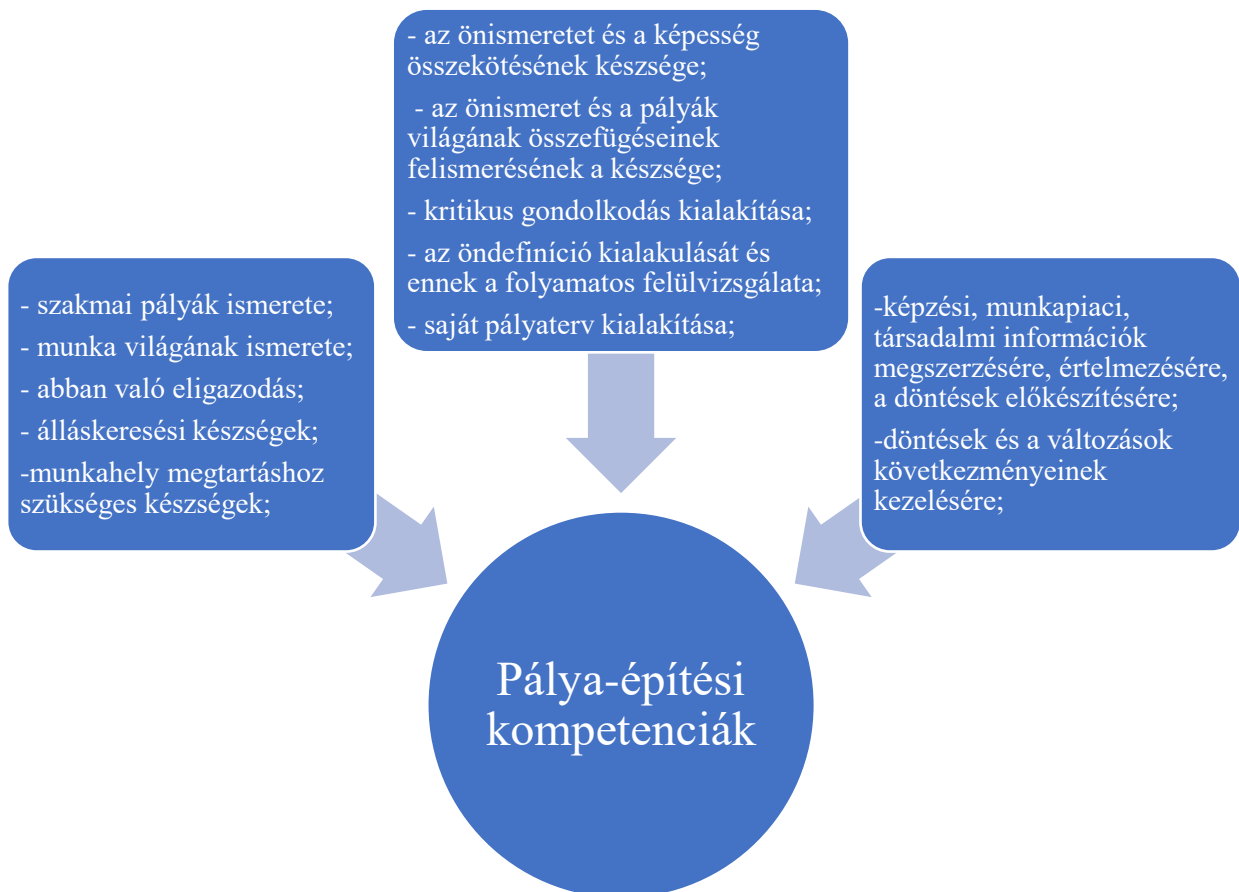 - az önismeretet és a képesség
összekötésének készsége;
- az önismeret és a pályák
világának összefügéseinek
felismerésének a készsége;
- kritikus gondolkodás kialakítása;
- az öndefiníció kialakulását és
ennek a folyamatos felülvizsgálata;
- saját pályaterv kialakítása;
- szakmai pályák ismerete;
- munka világának ismerete;
- abban való eligazodás;
- álláskeresési készségek;
-munkahely megtartáshoz
szükséges készségek;
-képzési, munkapiaci,
társadalmi információk
megszerzésére, értelmezésére,
a döntések előkészítésére;
-döntések és a változások
következményeinek
kezelésére;
Pálya-építési
kompetenciák